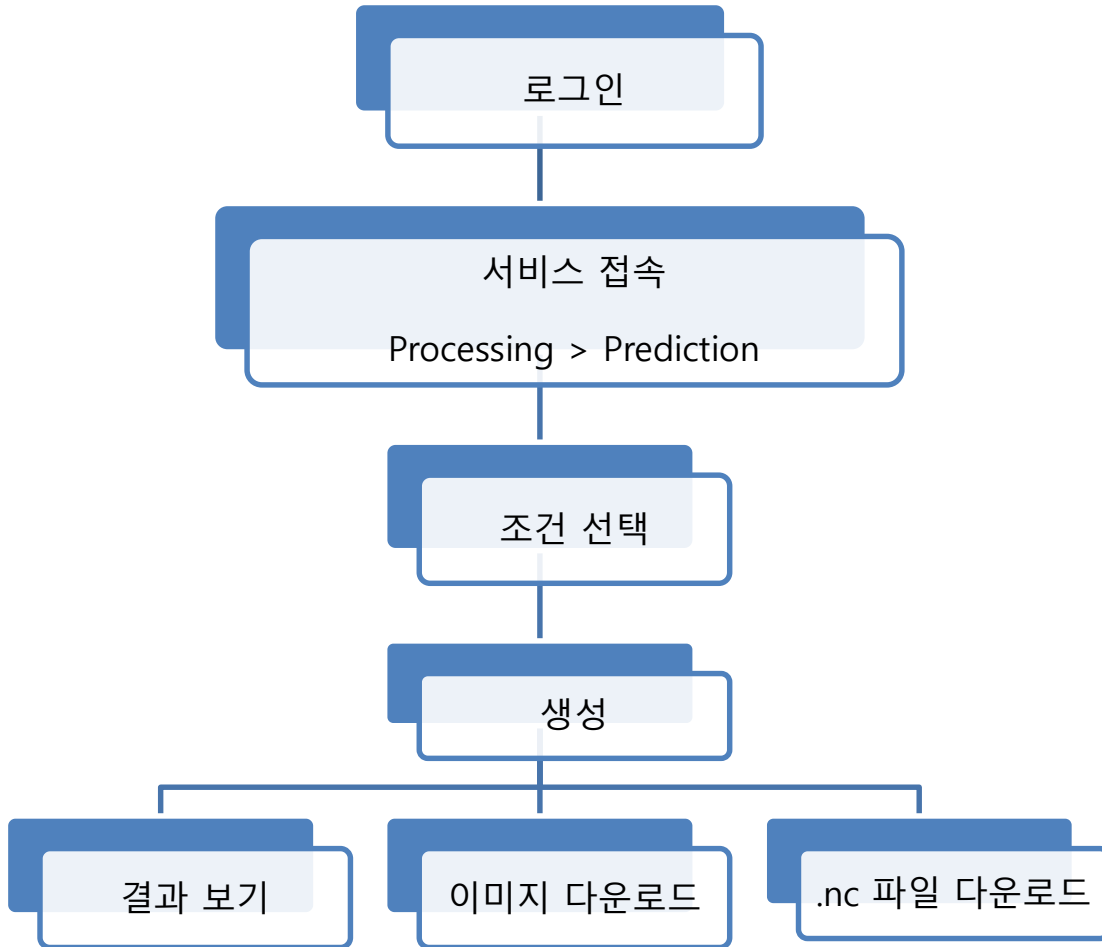 로그인
서비스 접속
Processing > Prediction
조건 선택
생성
결과 보기
이미지 다운로드
.nc 파일 다운로드